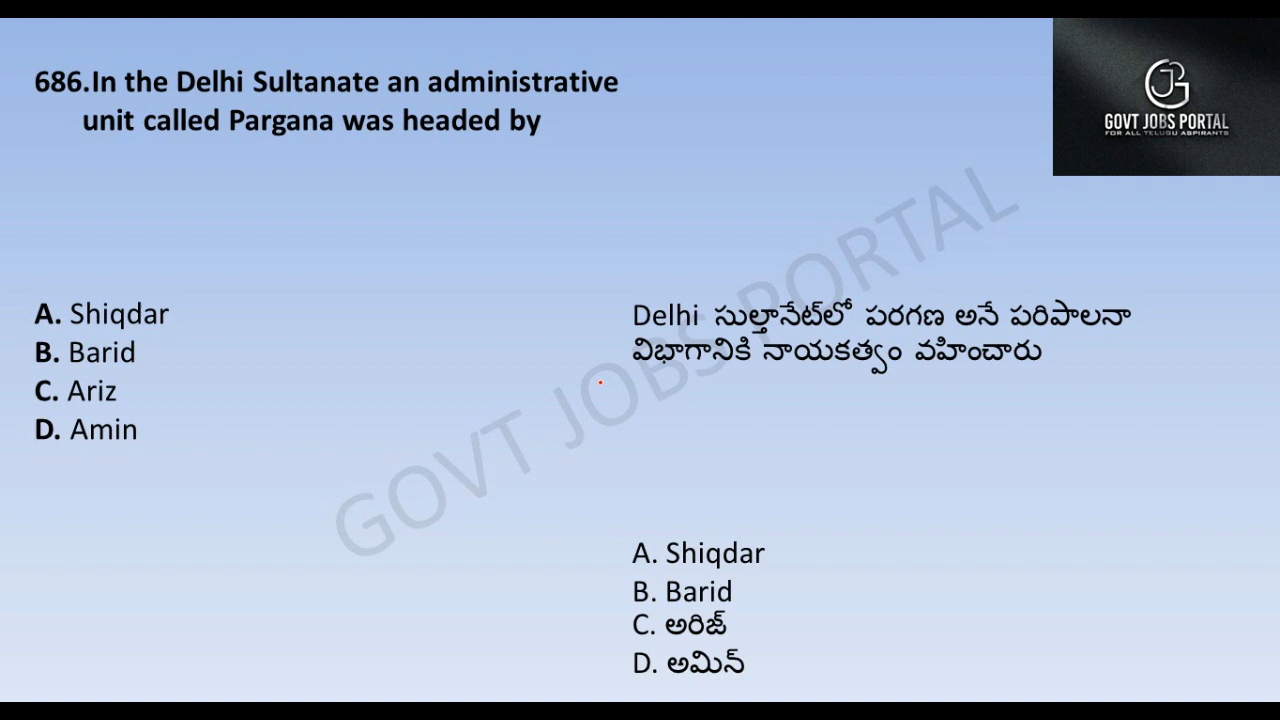 686.In the Delhi Sultanate an administrative
unit called Pargana was headed by
A. Shiqdar
B. Barid
C. Ariz
D. Amin
Delhi సుల్తానేట్‌లో పరగణ అనే పరిపాలనా
విభాగానికి నాయకత్వం వహించారు
A. Shiqdar
B. Barid
C. అరిజ్
D. అమిన్
GOVT JOBS PORTAL
FOR ALL TELUGU ASPIRANTS
GOVT JOBS PORTAL